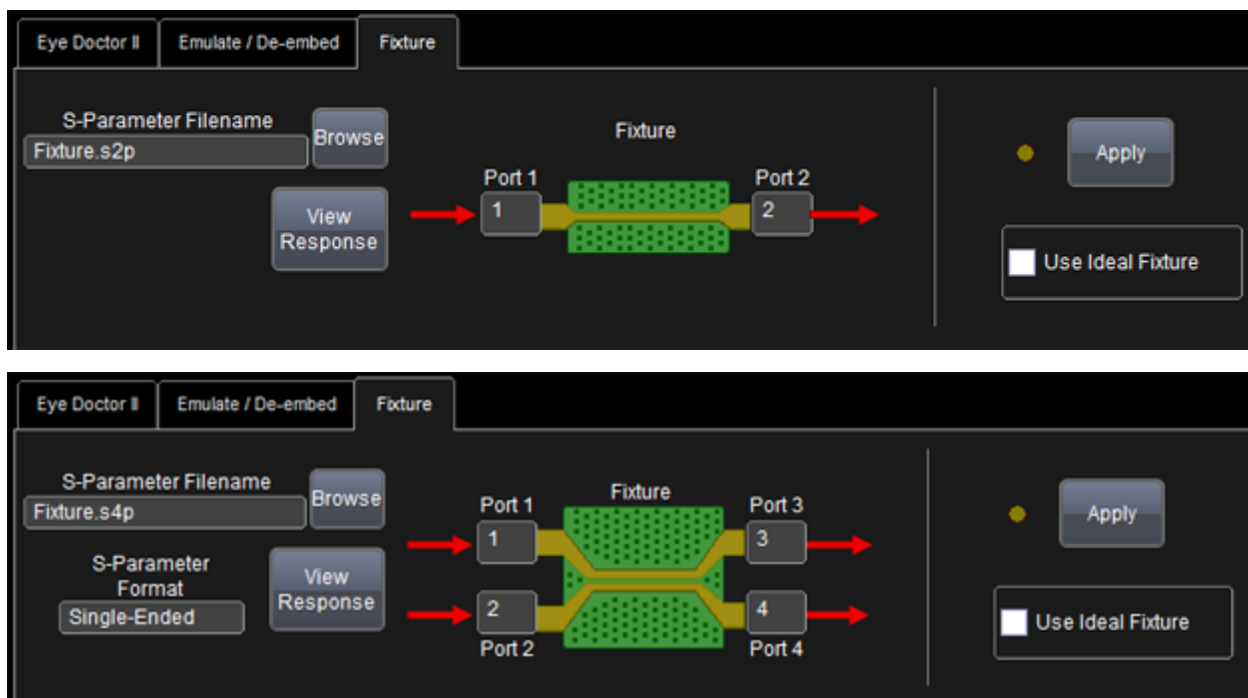 Eye Doctor II Emulate / De-embed Fixture
S-Parameter Filename
Fixture.s2p
Browse
View
Response
Fixture
Port 1
1
Port 2
2
Apply
Use Ideal Fixture
Eye Doctor II Emulate / De-embed Fixture
S-Parameter Filename
Fixture.s4p
Browse
S-Parameter
Format
Single-Ended
View
Response
Fixture
Port 1
1
Port 3
3
2
Port 2
4
Port 4
Apply
Use Ideal Fixture